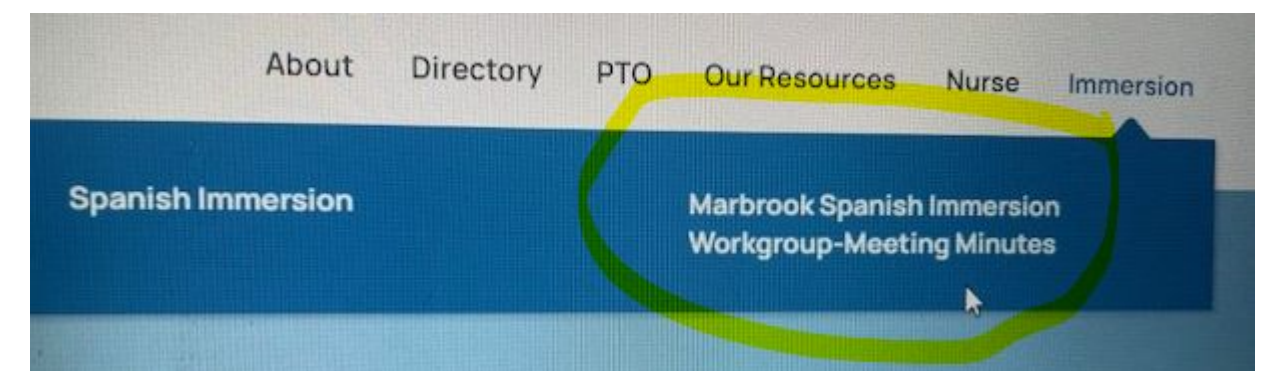 About Directory PTO Our Resources Nurse Immersion
Spanish Immersion
Marbrook Spanish Immersion
Workgroup-Meeting Minutes